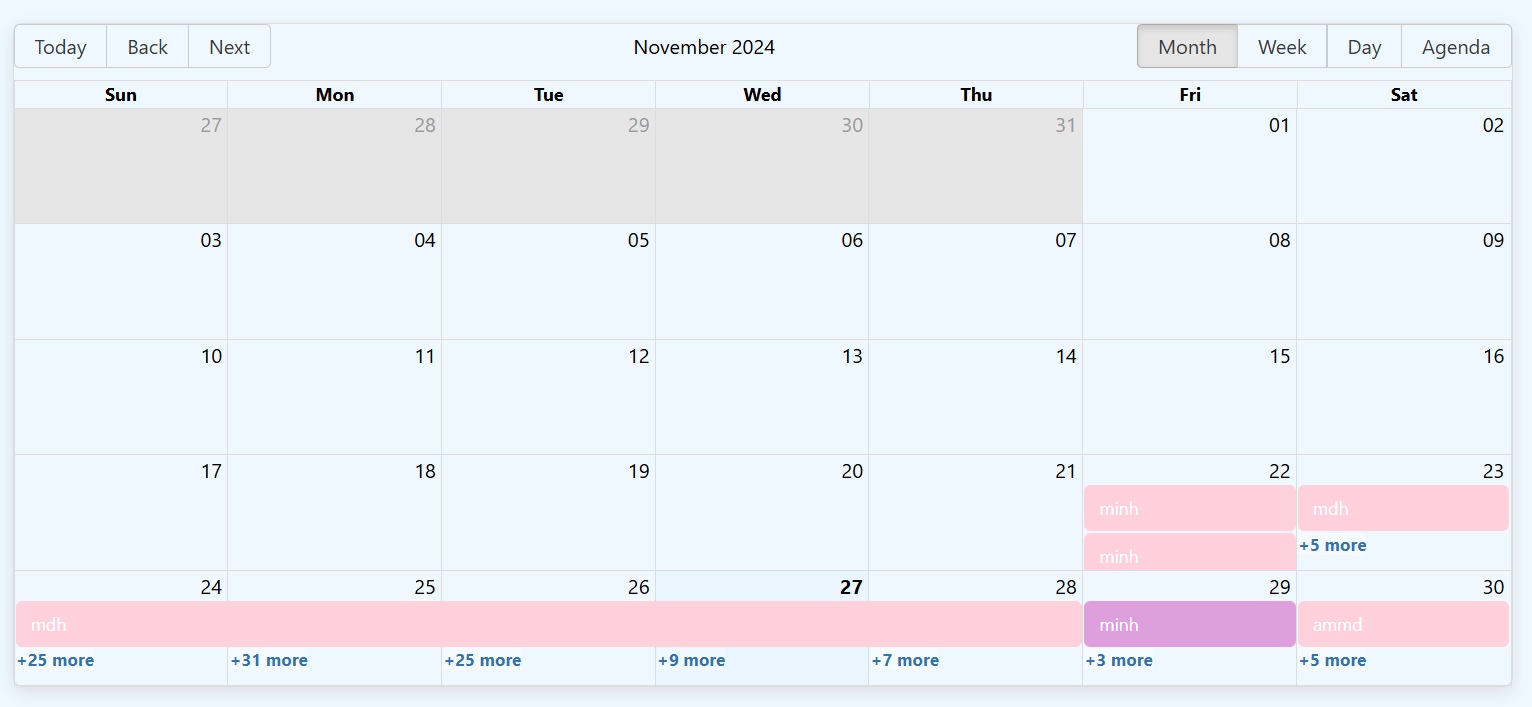 Today Back Next November 2024 Month Week Day Agenda
Sun Mon Tue Wed Thu Fri Sat
27 28 29 30 31 01 02
03 04 05 06 07 08 09
10 11 12 13 14 15 16
17 18 19 20 21 22 23
minh mdh
+5 more
minh
24 25 26 27 28 29 30
mdh minh ammd
+25 more +31 more +25 more +9 more +7 more +3 more +5 more